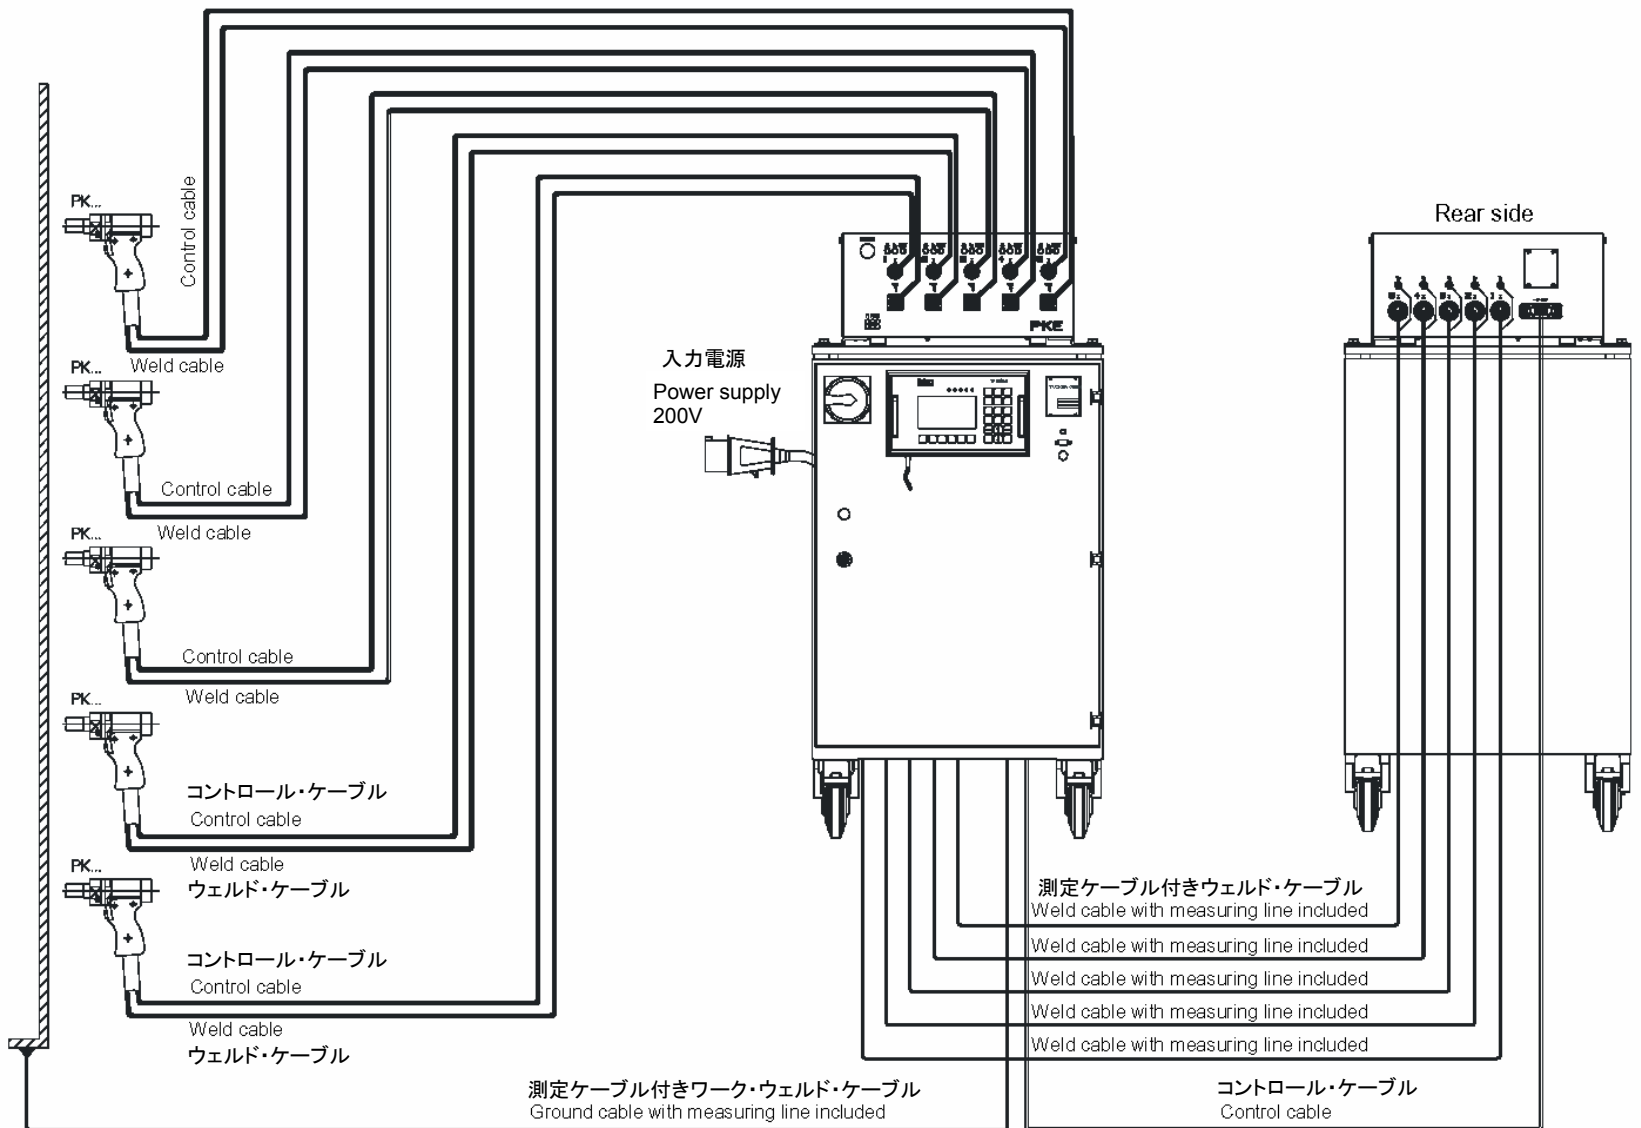 PK...
Control cable
Weld cable
PK...
Control cable
Weld cable
PK...
Control cable
Weld cable
PK...
コントロール・ケーブル
Control cable
Weld cable
ウェルド・ケーブル
PK...
コントロール・ケーブル
Control cable
Weld cable
ウェルド・ケーブル
入力電源
Power supply
200V
PKE
Rear side
測定ケーブル付きウェルド・ケーブル
Weld cable with measuring line included
Weld cable with measuring line included
Weld cable with measuring line included
Weld cable with measuring line included
Weld cable with measuring line included
測定ケーブル付きワーク・ウェルド・ケーブル
Ground cable with measuring line included
コントロール・ケーブル
Control cable